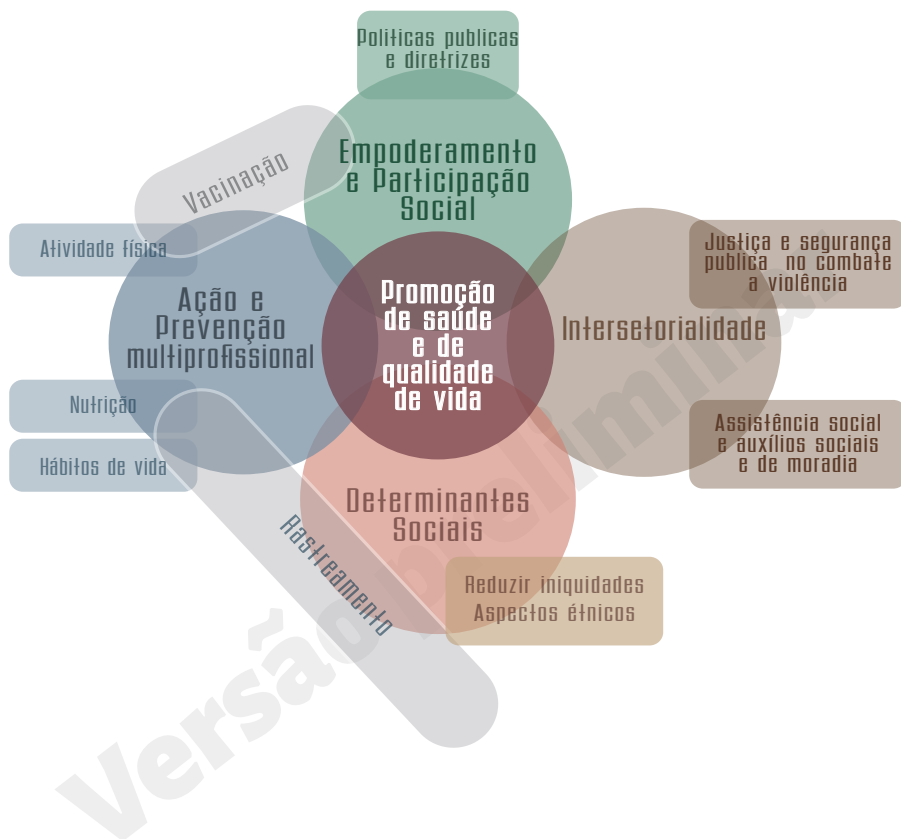 Politicas publicas
e diretrizes
Empoderamento
e Participação
Social
Vacinação
Atividade física
Ação e
Prevenção
multiprofissional
Promoção
de saúde
e de
qualidade
de vida
Intersetorialidade
Justiça e segurança
publica no combate
a violência
Nutrição
Hábitos de vida
Assistência social
e auxílios sociais
e de moradia
Determinantes
Sociais
Rastreamento
Reduzir iniquidades
Aspectos étnicos
Versão preliminar